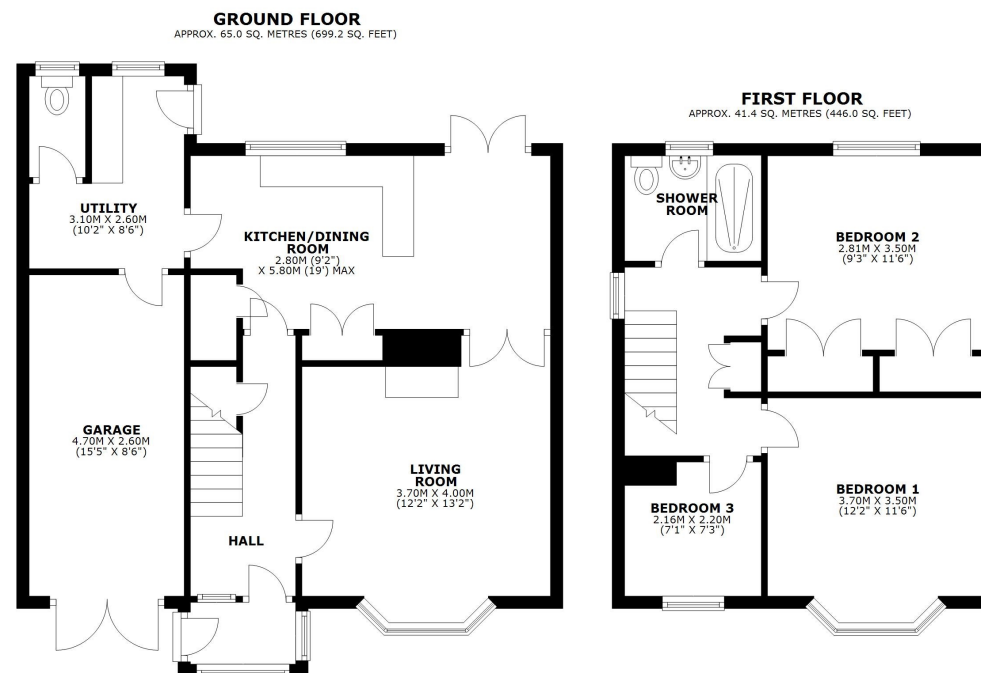 GROUND FLOOR
APPROX. 65.0 SQ. METRES (699.2 SQ. FEET)
UTILITY
3.10M X 2.60M
(10'2" X 8'6")
KITCHEN/DINING
ROOM
2.80M (9'2")
X 5.80M (19') MAX
GARAGE
4.70M X 2.60M
(15'5" X 8'6")
LIVING
ROOM
3.70M X 4.00M
(12'2" X 13'2")
HALL
FIRST FLOOR
APPROX. 41.4 SQ. METRES (446.0 SQ. FEET)
SHOWER
ROOM
BEDROOM 2
2.81M X 3.50M
(9'3" X 11'6")
BEDROOM 1
3.70M X 3.50M
(12'2" X 11'6")
BEDROOM 3
2.16M X 2.20M
(7'1" X 7'3")